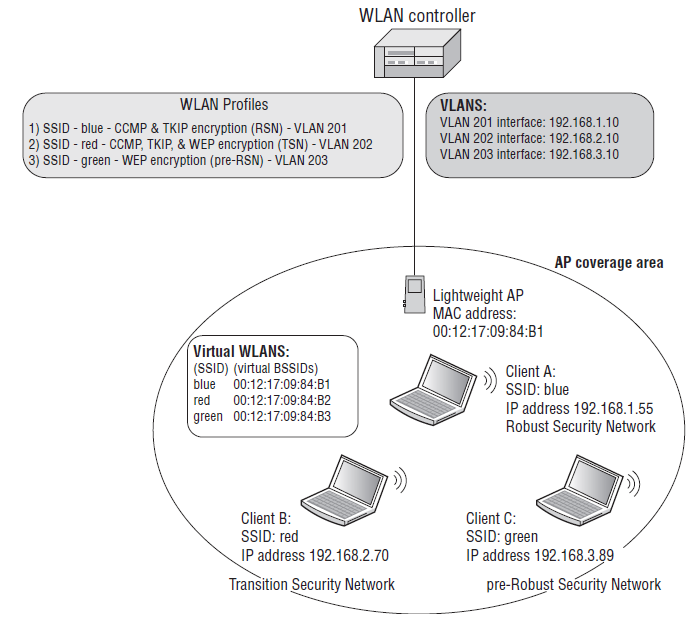 WLAN controller
WLAN Profiles
1) SSID - blue - CCMP & TKIP encryption (RSN) - VLAN 201
2) SSID - red - CCMP, TKIP, & WEP encryption (TSN) - VLAN 202
3) SSID - green - WEP encryption (pre-RSN) - VLAN 203
VLANS:
VLAN 201 interface: 192.168.1.10
VLAN 202 interface: 192.168.2.10
VLAN 203 interface: 192.168.3.10
AP coverage area
Lightweight AP
MAC address:
00:12:17:09:84:B1
Virtual WLANS:
(SSID) (virtual BSSIDs)
blue 00:12:17:09:84:B1
red 00:12:17:09:84:B2
green 00:12:17:09:84:B3
Client A:
SSID: blue
IP address 192.168.1.55
Robust Security Network
Client B:
SSID: red
IP address 192.168.2.70
Transition Security Network
Client C:
SSID: green
IP address 192.168.3.89
pre-Robust Security Network